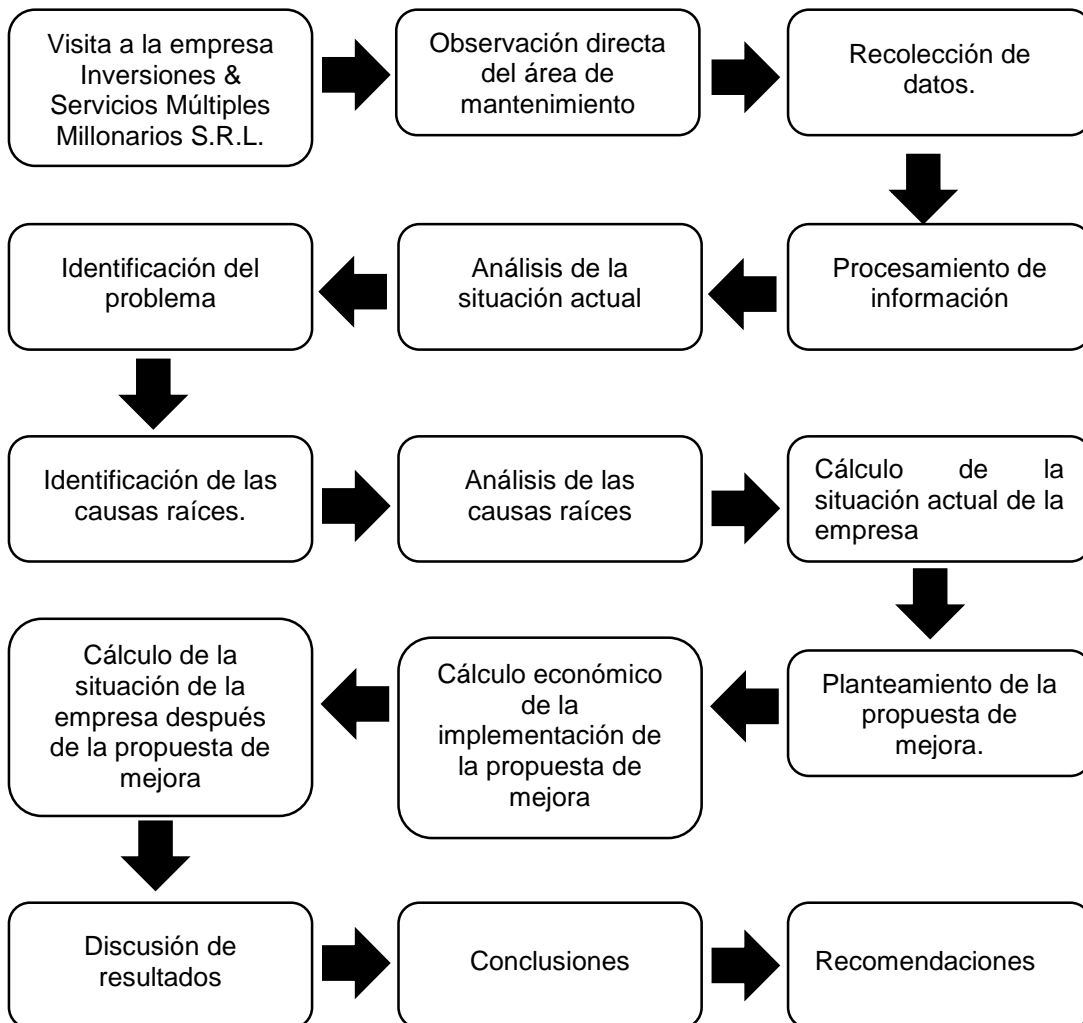 Visita a la empresa
Inversiones &
Servicios Múltiples
Millonarios S.R.L.
Observación directa
del área de
mantenimiento
Recolección de
datos.
Procesamiento de
información
Análisis de la
situación actual
Identificación del
problema
Identificación de las
causas raíces.
Análisis de las
causas raíces
Cálculo de la
situación actual de la
empresa
Planteamiento de la
propuesta de
mejora.
Cálculo económico
de la
implementación de
la propuesta de
mejora
Cálculo de la
situación de la
empresa después
de la propuesta de
mejora
Discusión de
resultados
Conclusiones
Recomendaciones